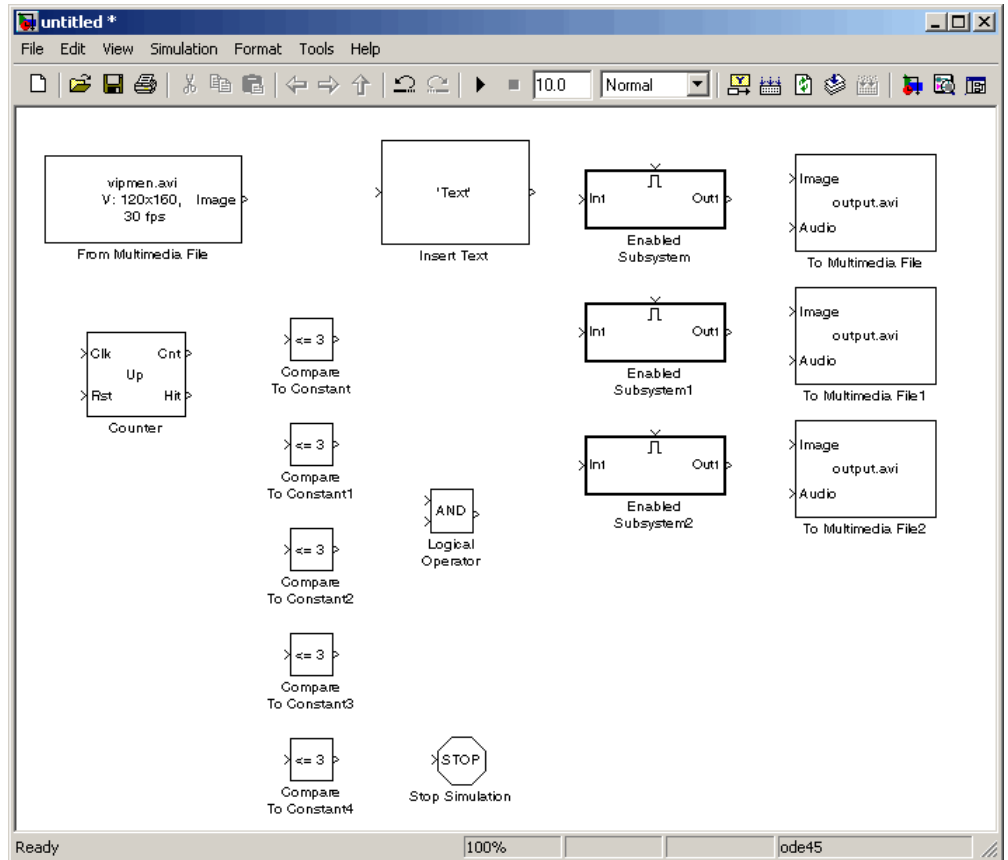 untitled *
File Edit View Simulation Format Tools Help
10.0 Normal
vipmen.avi
V: 120x160,
30 fps
Image
From Multimedia File
'Text'
Insert Text
In1 Out1
Enabled
Subsystem
Image
output.avi
Audio
To Multimedia File
Clk Cnt
Up
Rst Hit
Counter
<= 3
Compare
To Constant
In1 Out1
Enabled
Subsystem1
Image
output.avi
Audio
To Multimedia File1
<= 3
Compare
To Constant1
AND
Logical
Operator
In1 Out1
Enabled
Subsystem2
Image
output.avi
Audio
To Multimedia File2
<= 3
Compare
To Constant2
<= 3
Compare
To Constant3
<= 3
Compare
To Constant4
STOP
Stop Simulation
Ready 100% ode45